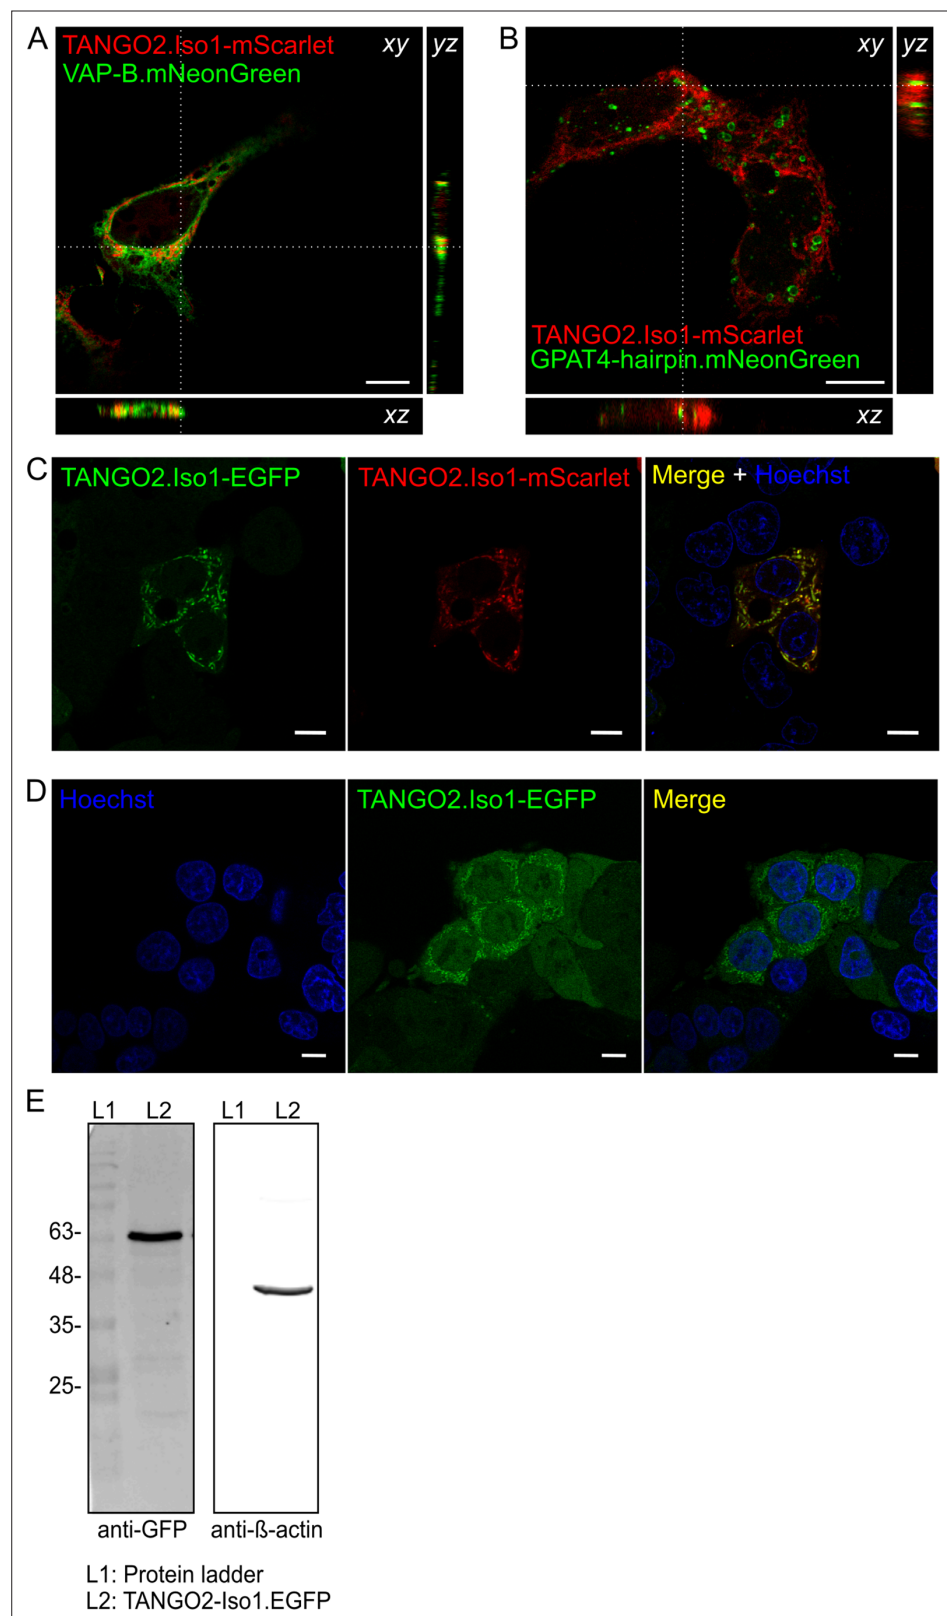 A
TANGO2.Iso1-mScarlet
VAP-B.mNeonGreen
xy
yz
xz
B
xy
yz
TANGO2.Iso1-mScarlet
GPAT4-hairpin.mNeonGreen
xz
C
TANGO2.Iso1-EGFP
TANGO2.Iso1-mScarlet
Merge + Hoechst
D
Hoechst
TANGO2.Iso1-EGFP
Merge
E
L1 L2 L1 L2
63-
48-
35-
25-
anti-GFP anti-ß-actin
L1: Protein ladder
L2: TANGO2-Iso1.EGFP